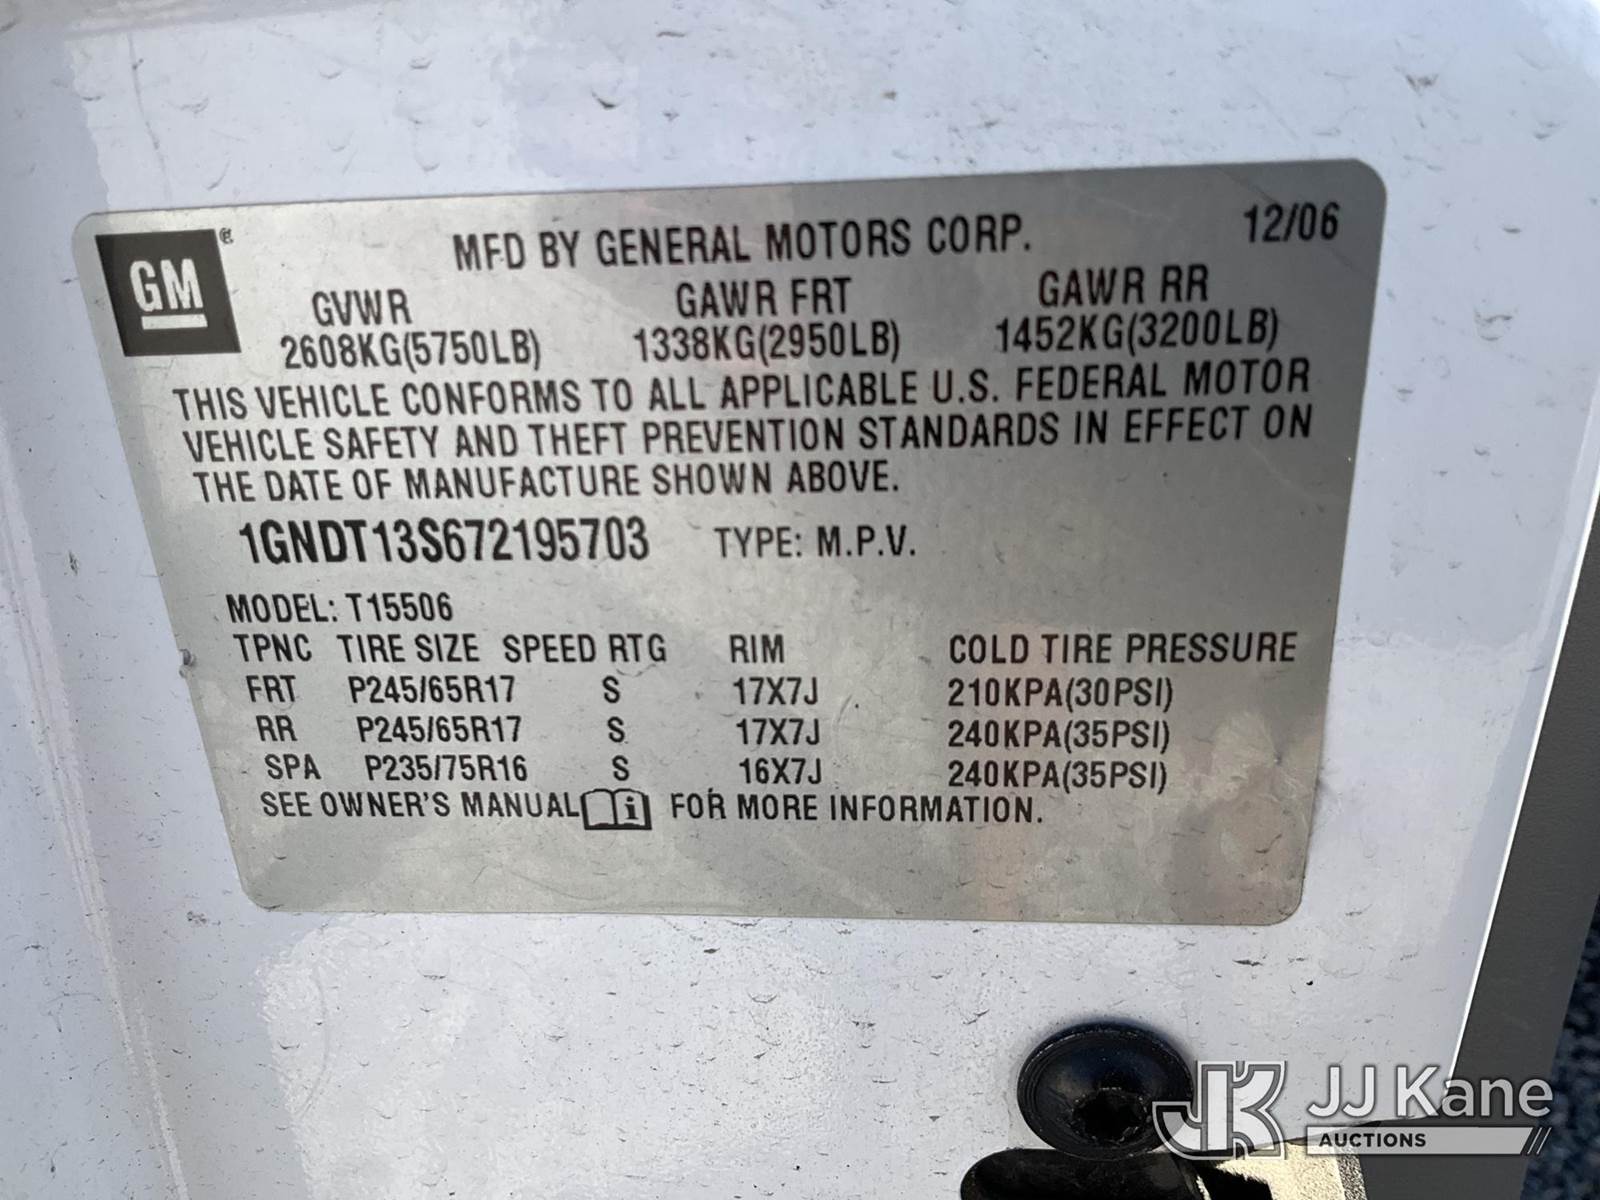 GM
MFD BY GENERAL MOTORS CORP. 12/06
GVWR GAWR FRT GAWR RR
2608KG(5750LB) 1338KG(2950LB) 1452KG(3200LB)
THIS VEHICLE CONFORMS TO ALL APPLICABLE U.S. FEDERAL MOTOR
VEHICLE SAFETY AND THEFT PREVENTION STANDARDS IN EFFECT ON
THE DATE OF MANUFACTURE SHOWN ABOVE.
1GNDT13S672195703 TYPE: M.P.V.
MODEL: T15506
TPNC TIRE SIZE SPEED RTG RIM COLD TIRE PRESSURE
FRT P245/65R17 S 17X7J 210KPA(30PSI)
RR P245/65R17 S 17X7J 240KPA(35PSI)
SPA P235/75R16 S 16X7J 240KPA(35PSI)
SEE OWNER'S MANUAL i FOR MORE INFORMATION.
JK JJ Kane
AUCTIONS